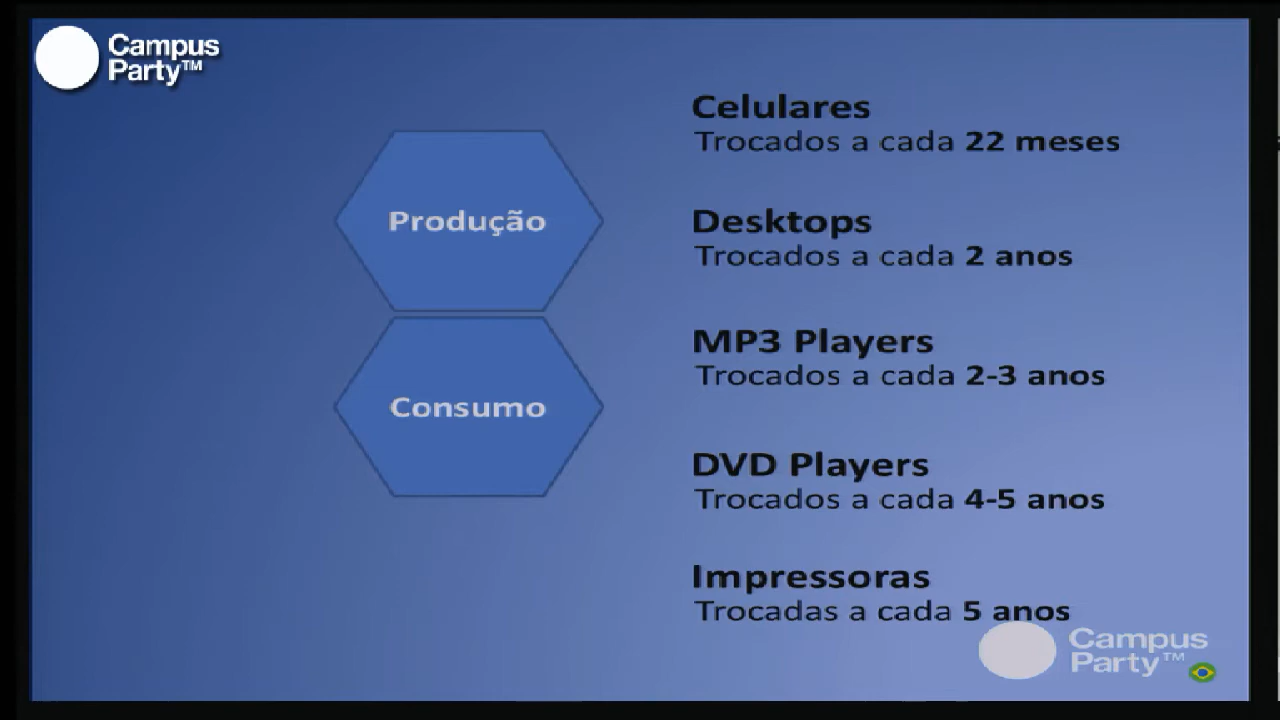 Campus
Party™
Produção
Consumo
Celulares
Trocados a cada 22 meses
Desktops
Trocados a cada 2 anos
MP3 Players
Trocados a cada 2-3 anos
DVD Players
Trocados a cada 4-5 anos
Impressoras
Trocadas a cada 5 anos
Campus
Party™